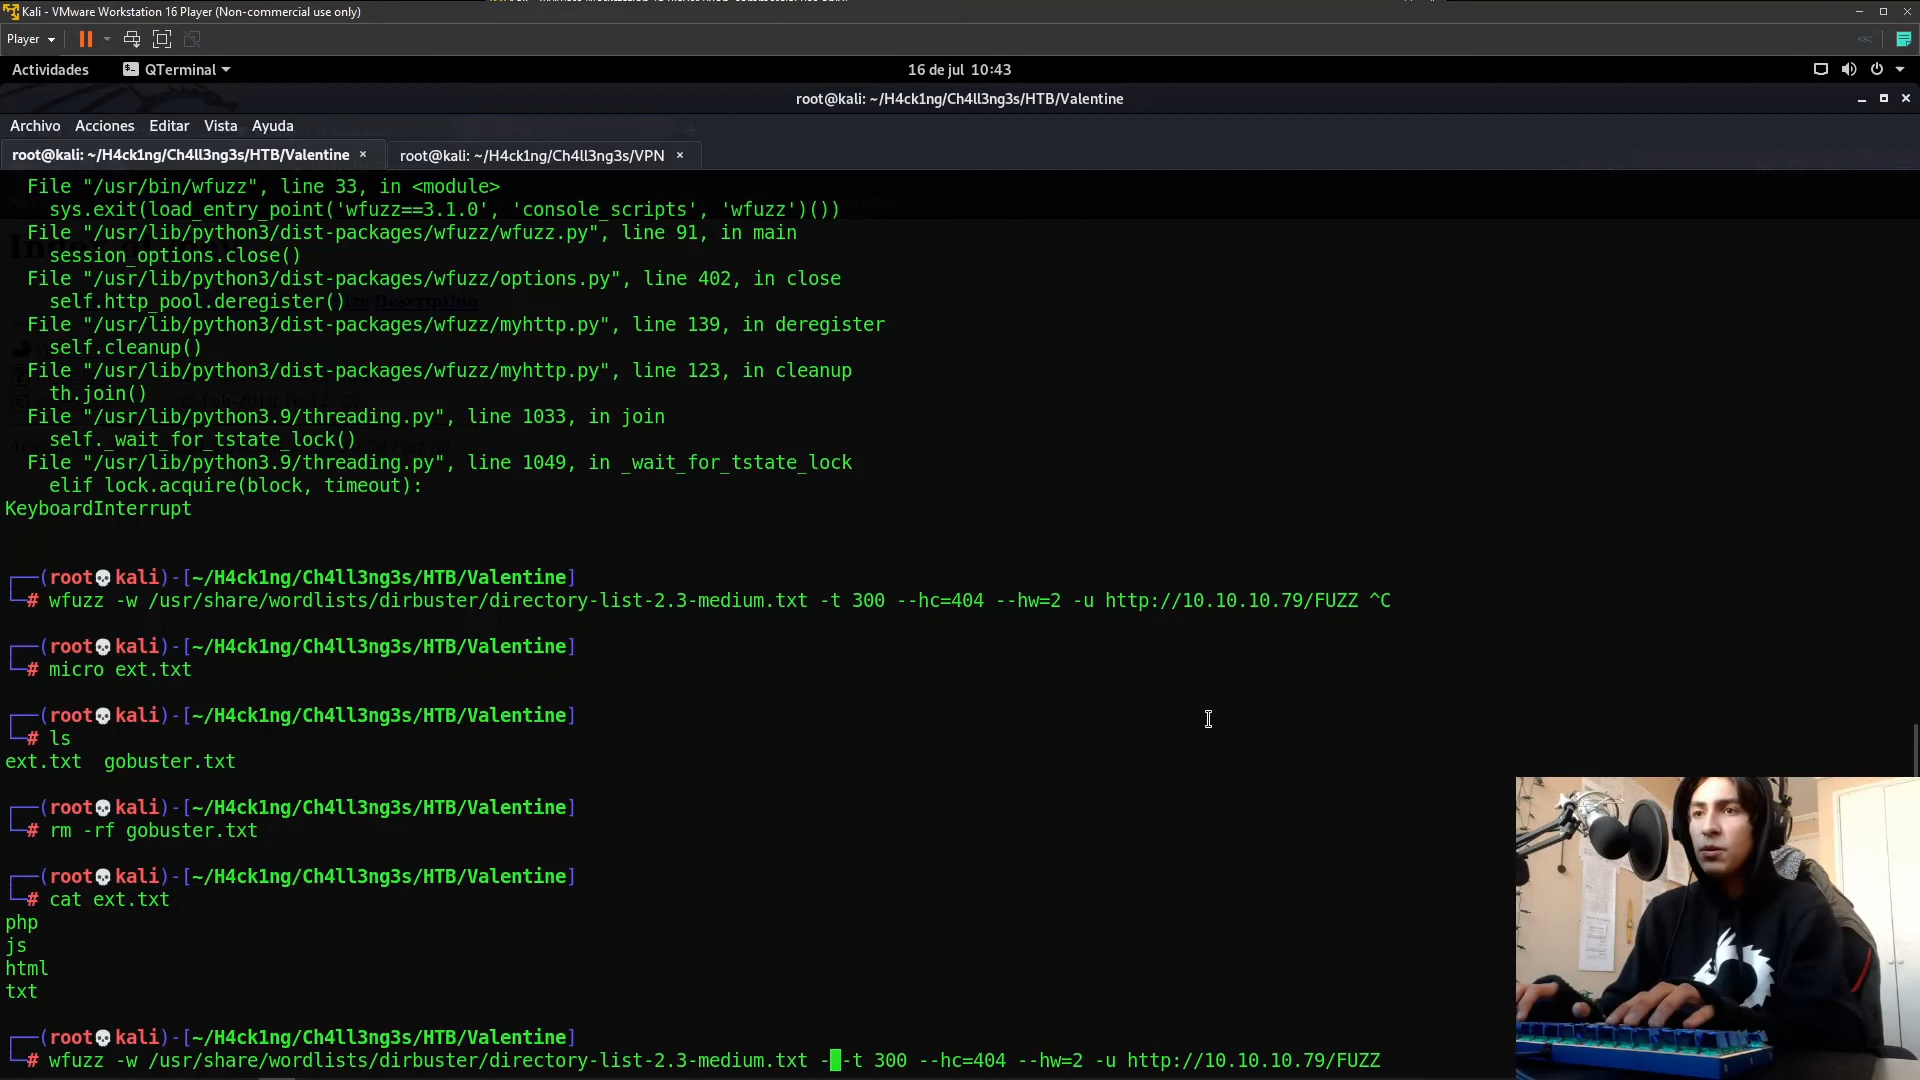 Kali - VMware Workstation 16 Player (Non-commercial use only)
Player
Actividades QTerminal 16 de jul 10:43
root@kali: ~/H4ck1ng/Ch4ll3ng3s/HTB/Valentine
Archivo Acciones Editar Vista Ayuda
root@kali: ~/H4ck1ng/Ch4ll3ng3s/HTB/Valentine × root@kali: ~/H4ck1ng/Ch4ll3ng3s/VPN ×
File "/usr/bin/wfuzz", line 33, in <module>
sys.exit(load_entry_point('wfuzz==3.1.0', 'console_scripts', 'wfuzz')())
File "/usr/lib/python3/dist-packages/wfuzz/wfuzz.py", line 91, in main
session_options.close()
File "/usr/lib/python3/dist-packages/wfuzz/options.py", line 402, in close
self.http_pool.deregister()
File "/usr/lib/python3/dist-packages/wfuzz/myhttp.py", line 139, in deregister
self.cleanup()
File "/usr/lib/python3/dist-packages/wfuzz/myhttp.py", line 123, in cleanup
th.join()
File "/usr/lib/python3.9/threading.py", line 1033, in join
self._wait_for_tstate_lock()
File "/usr/lib/python3.9/threading.py", line 1049, in _wait_for_tstate_lock
elif lock.acquire(block, timeout):
KeyboardInterrupt
┌──(root💀kali)-[~/H4ck1ng/Ch4ll3ng3s/HTB/Valentine]
└─# wfuzz -w /usr/share/wordlists/dirbuster/directory-list-2.3-medium.txt -t 300 --hc=404 --hw=2 -u http://10.10.10.79/FUZZ ^C
┌──(root💀kali)-[~/H4ck1ng/Ch4ll3ng3s/HTB/Valentine]
└─# micro ext.txt
┌──(root💀kali)-[~/H4ck1ng/Ch4ll3ng3s/HTB/Valentine]
└─# ls
ext.txt gobuster.txt
┌──(root💀kali)-[~/H4ck1ng/Ch4ll3ng3s/HTB/Valentine]
└─# rm -rf gobuster.txt
┌──(root💀kali)-[~/H4ck1ng/Ch4ll3ng3s/HTB/Valentine]
└─# cat ext.txt
php
js
html
txt
┌──(root💀kali)-[~/H4ck1ng/Ch4ll3ng3s/HTB/Valentine]
└─# wfuzz -w /usr/share/wordlists/dirbuster/directory-list-2.3-medium.txt - -t 300 --hc=404 --hw=2 -u http://10.10.10.79/FUZZ